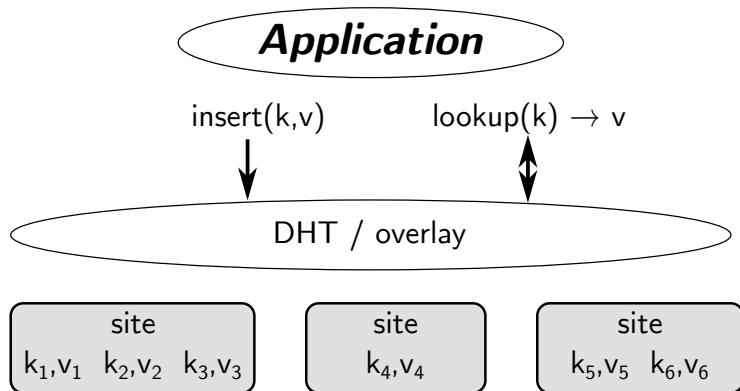 Application
insert(k,v) lookup(k) → v
DHT / overlay
site site site
k₁,v₁ k₂,v₂ k₃,v₃ k₄,v₄ k₅,v₅ k₆,v₆